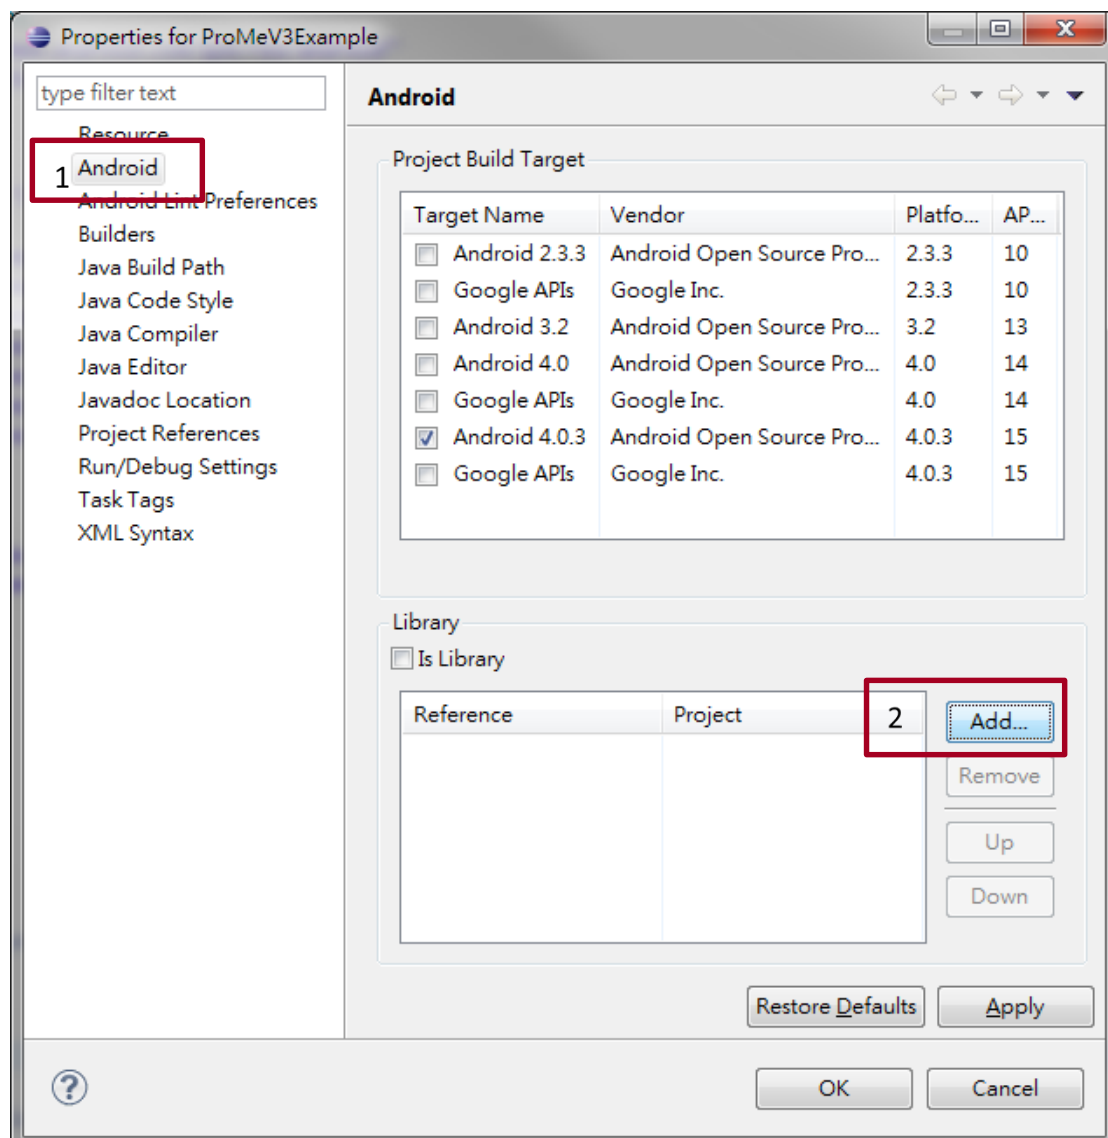 Properties for ProMeV3Example
type filter text
Resource
1 Android
Android Lint Preferences
Builders
Java Build Path
Java Code Style
Java Compiler
Java Editor
Javadoc Location
Project References
Run/Debug Settings
Task Tags
XML Syntax
Android
Project Build Target
Target Name Vendor Platfo... AP...
Android 2.3.3 Android Open Source Pro... 2.3.3 10
Google APIs Google Inc. 2.3.3 10
Android 3.2 Android Open Source Pro... 3.2 13
Android 4.0 Android Open Source Pro... 4.0 14
Google APIs Google Inc. 4.0 14
Android 4.0.3 Android Open Source Pro... 4.0.3 15
Google APIs Google Inc. 4.0.3 15
Library
Is Library
Reference Project 2 Add...
Remove
Up
Down
Restore Defaults Apply
? OK Cancel